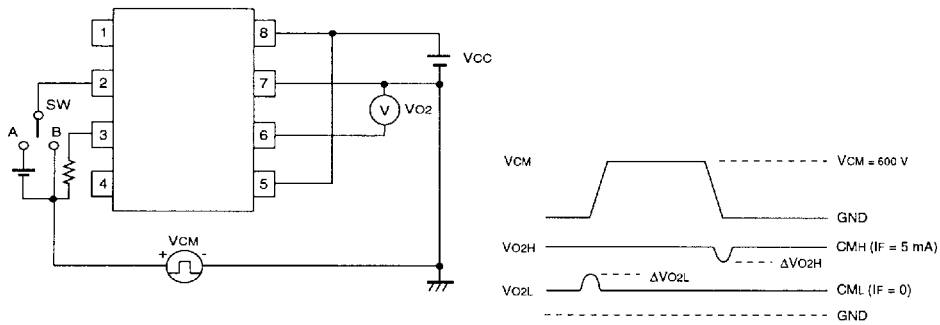 1
8
VCC
2
7
SW
V
VO2
A
B
3
6
4
5
VCM
+
-
VCM
VCM = 600 V
GND
VO2H
CMH (IF = 5 mA)
ΔVO2H
ΔVO2L
VO2L
CML (IF = 0)
GND